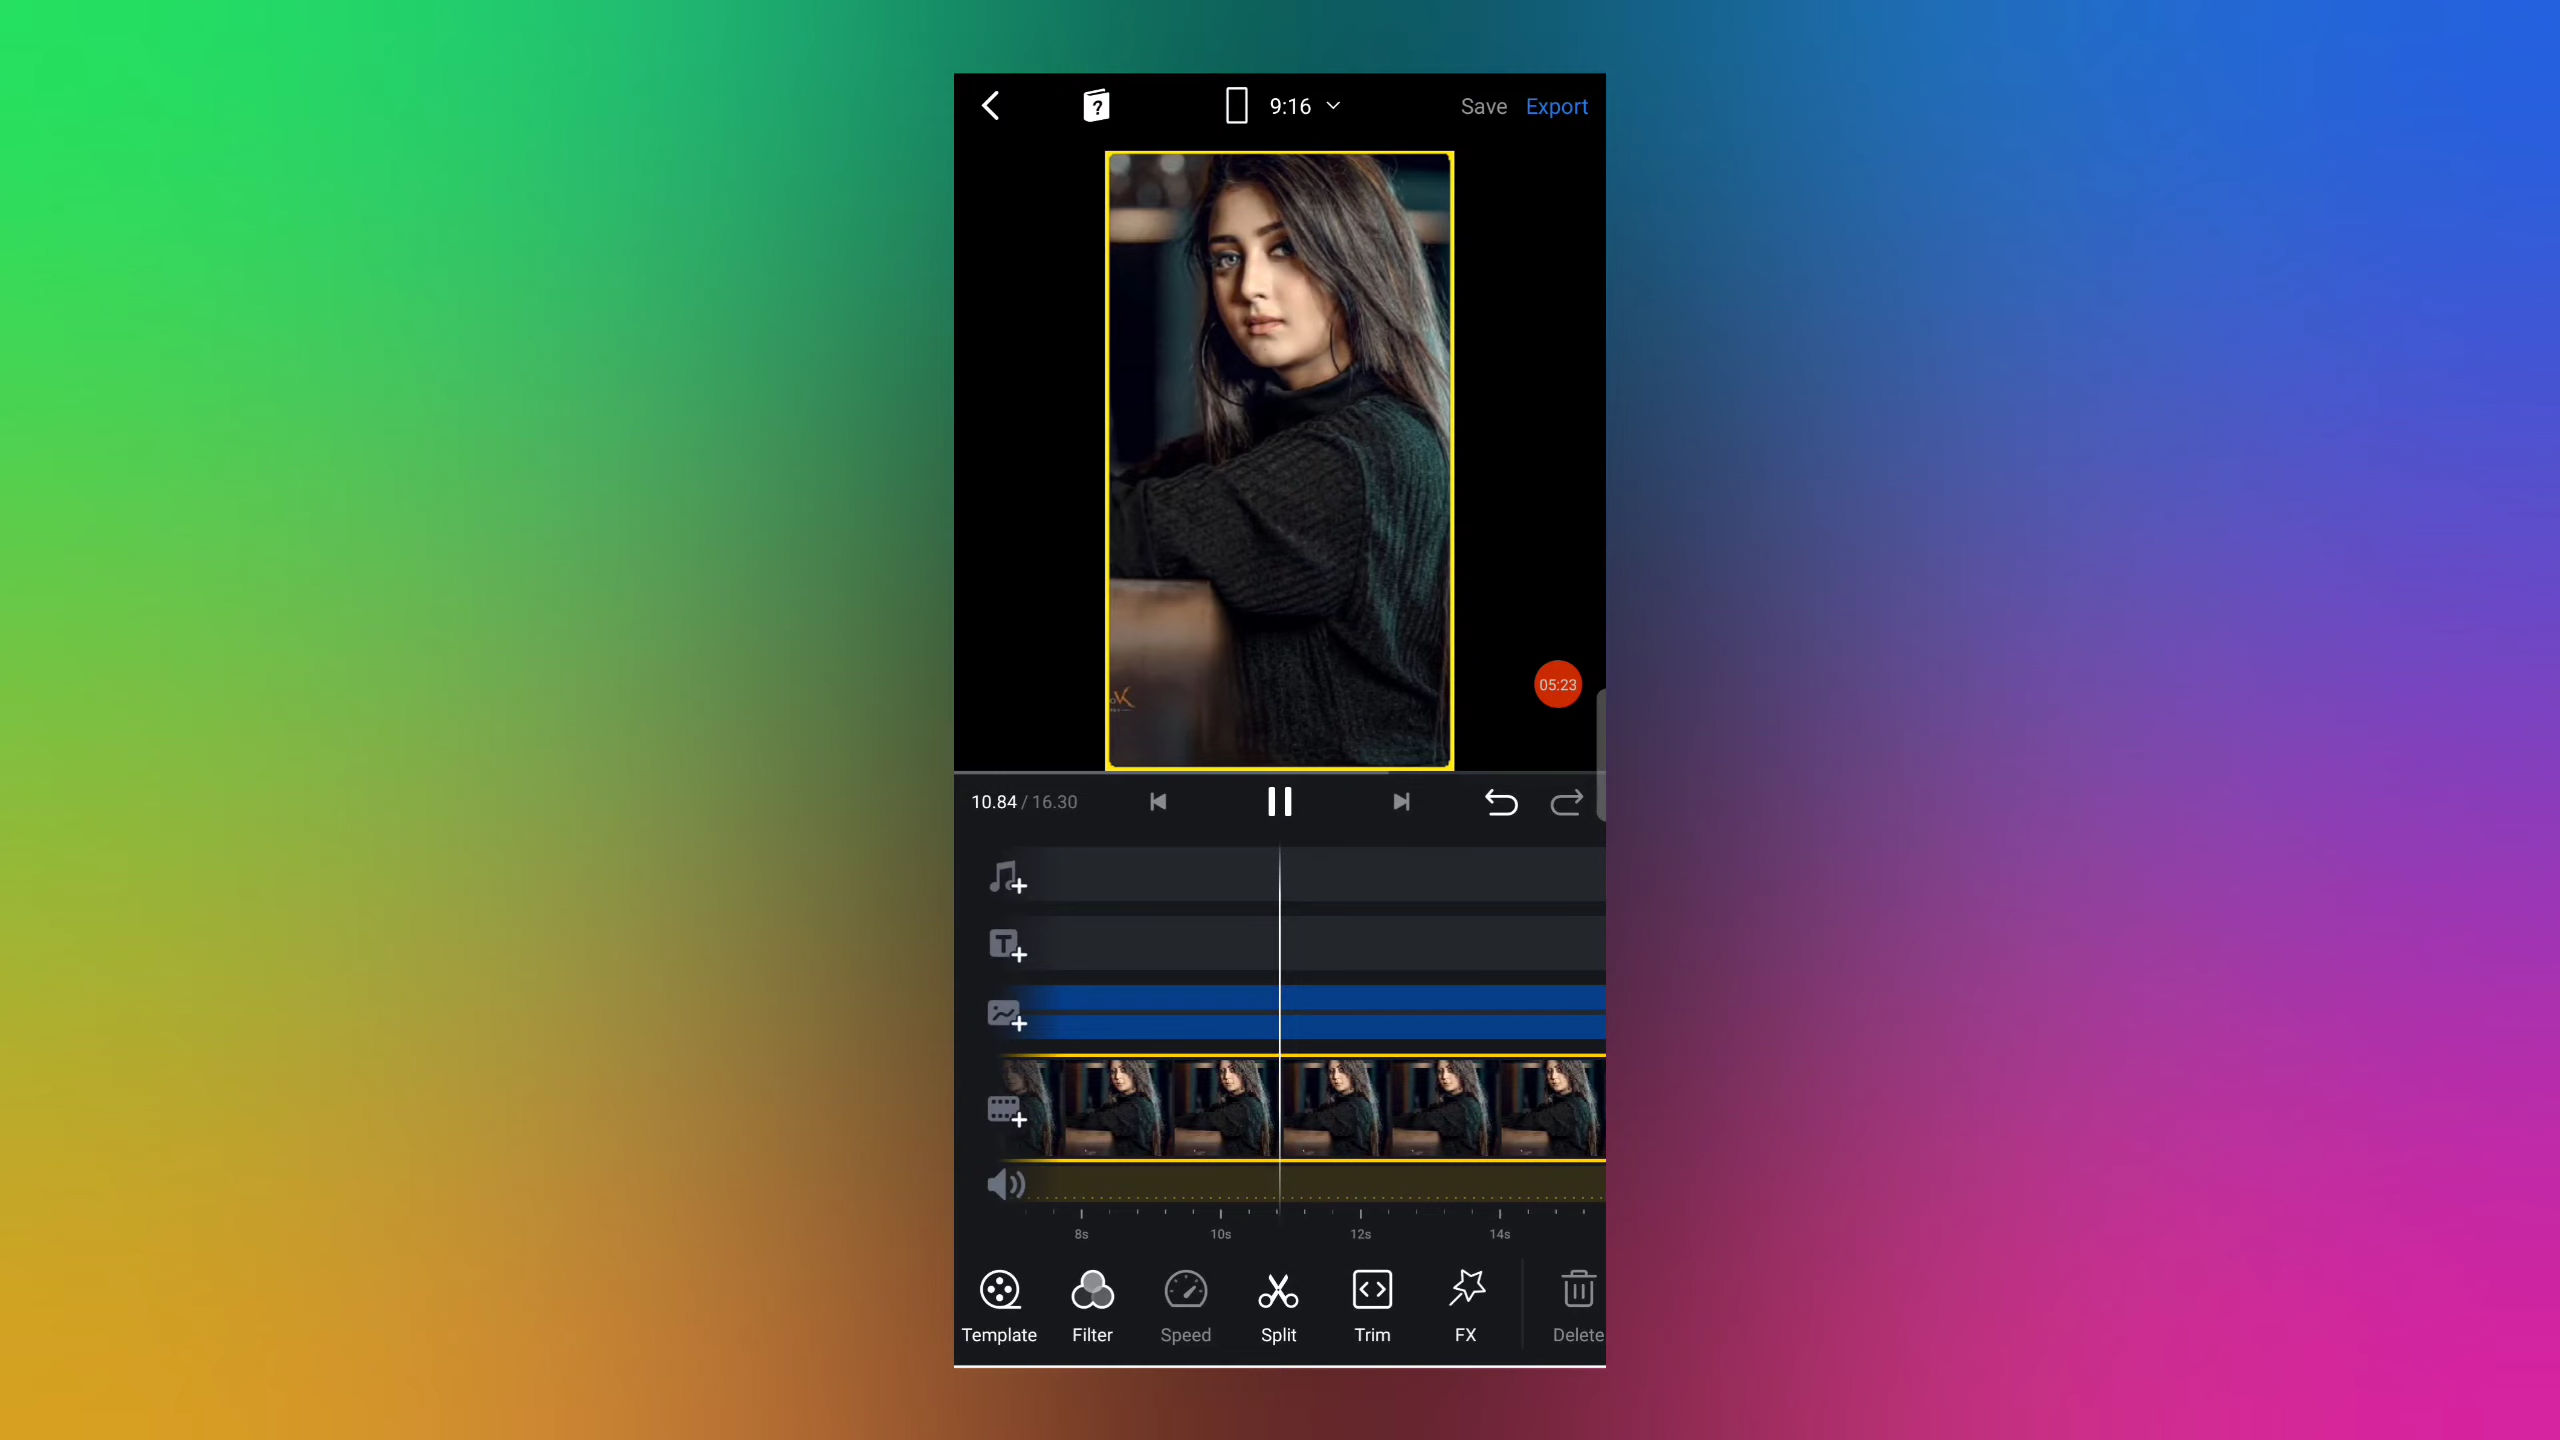 9:16 Save Export
05:23
10.84 / 16.30
8s 10s 12s 14s
Template Filter Speed Split Trim FX Delete